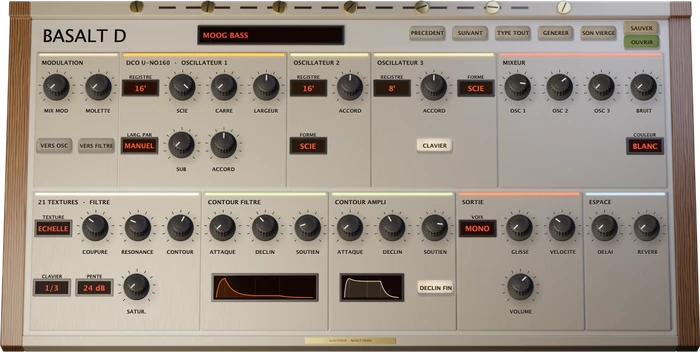 BASALT D
MOOG BASS
PRECEDENT SUIVANT TYPE TOUT GENERER SON VIERGE SAUVER
OUVRIR
MODULATION DCO U-NO160 · OSCILLATEUR 1 OSCILLATEUR 2 OSCILLATEUR 3 MIXEUR
REGISTRE REGISTRE REGISTRE FORME
16' 16' 8' SCIE
MIX MOD MOLETTE SCIE CARRE LARGEUR ACCORD ACCORD OSC 1 OSC 2 OSC 3 BRUIT
LARG. PAR FORME COULEUR
VERS OSC VERS FILTRE MANUEL SCIE CLAVIER BLANC
SUB ACCORD
21 TEXTURES · FILTRE CONTOUR FILTRE CONTOUR AMPLI SORTIE ESPACE
TEXTURE VOIX
ECHELLE MONO
COUPURE RESONANCE CONTOUR ATTAQUE DECLIN SOUTIEN ATTAQUE DECLIN SOUTIEN GLISSE VELOCITE DELAI REVERB
CLAVIER PENTE
1/3 24 dB DECLIN FIN
SATUR. VOLUME